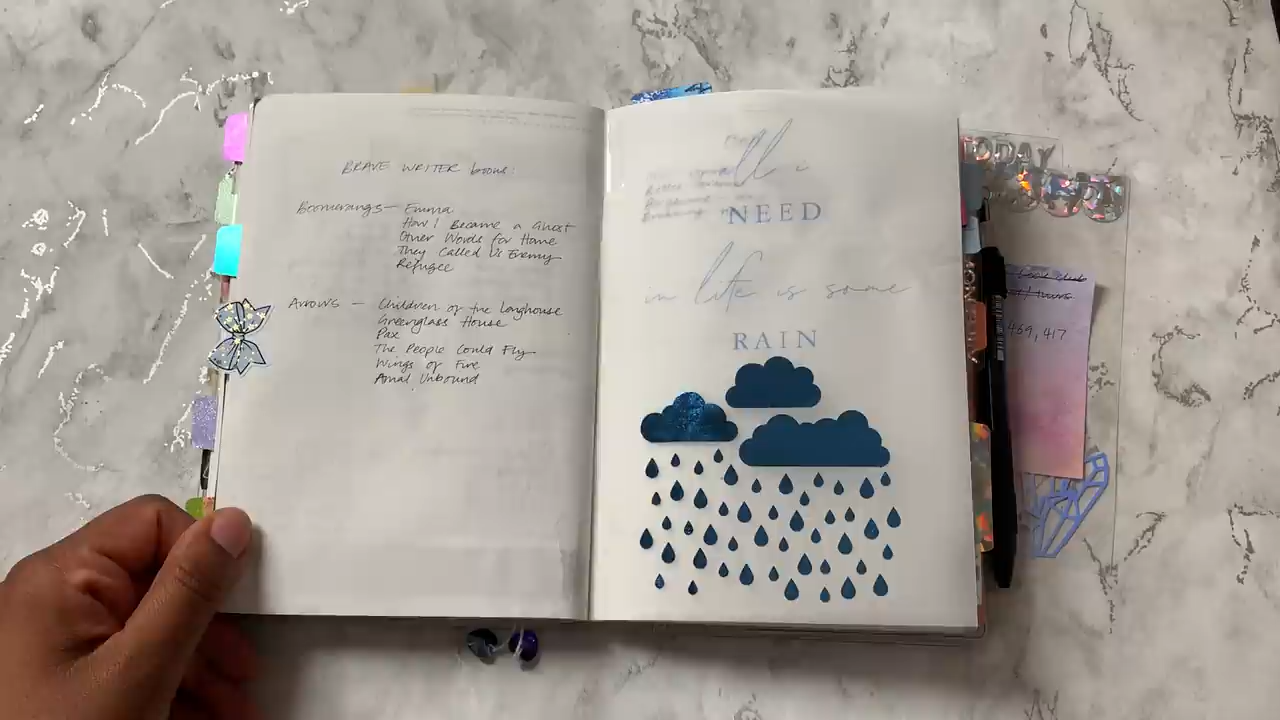 BRAVE WRITER books:
Boomerangs — Emma
How I Became a Ghost
Other Words for Home
They Called Us Enemy
Refugee
Arrows — Children of the Longhouse
Greenglass House
Pax
The People Could Fly
Wings of Fire
Amal Unbound
all i
NEED
in life is some
RAIN
TODAY
469, 417